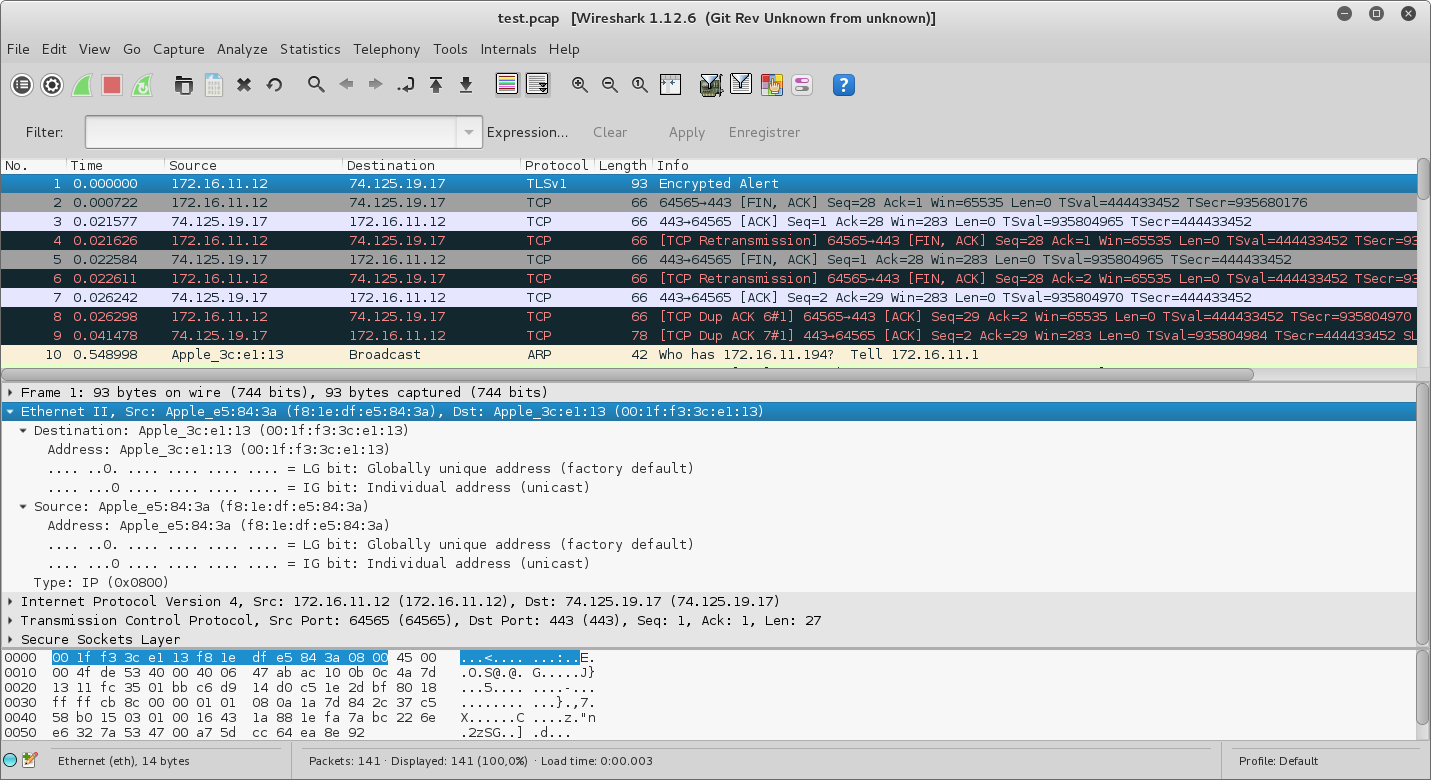 test.pcap [Wireshark 1.12.6 (Git Rev Unknown from unknown)]
File Edit View Go Capture Analyze Statistics Telephony Tools Internals Help
Filter: Expression... Clear Apply Enregistrer
No. Time Source Destination Protocol Length Info
1 0.000000 172.16.11.12 74.125.19.17 TLSv1 93 Encrypted Alert
2 0.000722 172.16.11.12 74.125.19.17 TCP 66 64565→443 [FIN, ACK] Seq=28 Ack=1 Win=65535 Len=0 TSval=444433452 TSecr=935680176
3 0.021577 74.125.19.17 172.16.11.12 TCP 66 443→64565 [ACK] Seq=1 Ack=28 Win=283 Len=0 TSval=935804965 TSecr=444433452
4 0.021626 172.16.11.12 74.125.19.17 TCP 66 [TCP Retransmission] 64565→443 [FIN, ACK] Seq=28 Ack=1 Win=65535 Len=0 TSval=444433452 TSecr=93
5 0.022584 74.125.19.17 172.16.11.12 TCP 66 443→64565 [FIN, ACK] Seq=1 Ack=28 Win=283 Len=0 TSval=935804965 TSecr=444433452
6 0.022611 172.16.11.12 74.125.19.17 TCP 66 [TCP Retransmission] 64565→443 [FIN, ACK] Seq=28 Ack=2 Win=65535 Len=0 TSval=444433452 TSecr=93
7 0.026242 74.125.19.17 172.16.11.12 TCP 66 443→64565 [ACK] Seq=2 Ack=29 Win=283 Len=0 TSval=935804970 TSecr=444433452
8 0.026298 172.16.11.12 74.125.19.17 TCP 66 [TCP Dup ACK 6#1] 64565→443 [ACK] Seq=29 Ack=2 Win=65535 Len=0 TSval=444433452 TSecr=935804970
9 0.041478 74.125.19.17 172.16.11.12 TCP 78 [TCP Dup ACK 7#1] 443→64565 [ACK] Seq=2 Ack=29 Win=283 Len=0 TSval=935804984 TSecr=444433452 SL
10 0.548998 Apple_3c:e1:13 Broadcast ARP 42 Who has 172.16.11.194? Tell 172.16.11.1
Frame 1: 93 bytes on wire (744 bits), 93 bytes captured (744 bits)
Ethernet II, Src: Apple_e5:84:3a (f8:1e:df:e5:84:3a), Dst: Apple_3c:e1:13 (00:1f:f3:3c:e1:13)
Destination: Apple_3c:e1:13 (00:1f:f3:3c:e1:13)
Address: Apple_3c:e1:13 (00:1f:f3:3c:e1:13)
.... ..0. .... .... .... .... = LG bit: Globally unique address (factory default)
.... ...0 .... .... .... .... = IG bit: Individual address (unicast)
Source: Apple_e5:84:3a (f8:1e:df:e5:84:3a)
Address: Apple_e5:84:3a (f8:1e:df:e5:84:3a)
.... ..0. .... .... .... .... = LG bit: Globally unique address (factory default)
.... ...0 .... .... .... .... = IG bit: Individual address (unicast)
Type: IP (0x0800)
Internet Protocol Version 4, Src: 172.16.11.12 (172.16.11.12), Dst: 74.125.19.17 (74.125.19.17)
Transmission Control Protocol, Src Port: 64565 (64565), Dst Port: 443 (443), Seq: 1, Ack: 1, Len: 27
Secure Sockets Layer
0000 00 1f f3 3c e1 13 f8 1e df e5 84 3a 08 00 45 00 ...<.... ...:..E.
0010 00 4f de 53 40 00 40 06 47 ab ac 10 0b 0c 4a 7d .O.S@.@. G.....J}
0020 13 11 fc 35 01 bb c6 d9 14 d0 c5 1e 2d bf 80 18 ...5.... ....-...
0030 ff ff cb 8c 00 00 01 01 08 0a 1a 7d 84 2c 37 c5 ........ ...}.,7.
0040 58 b0 15 03 01 00 16 43 1a 88 1e fa 7a bc 22 6e X......C ....z."n
0050 e6 32 7a 53 47 00 a7 5d cc 64 ea 8e 92 .2zSG..] .d...
Ethernet (eth), 14 bytes Packets: 141 · Displayed: 141 (100,0%) · Load time: 0:00.003 Profile: Default